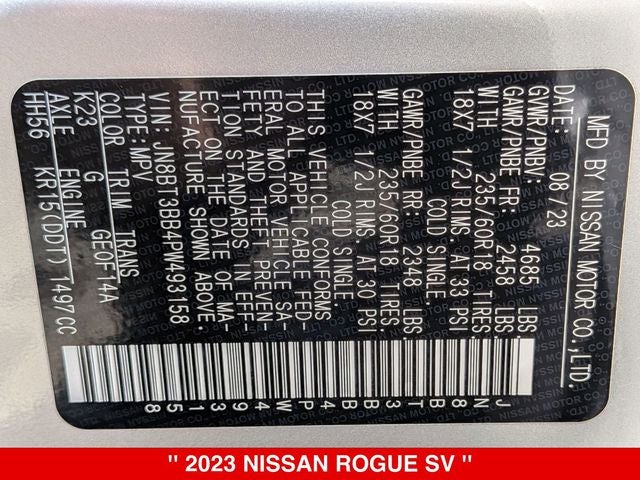 MFD BY NISSAN MOTOR CO.,LTD.
DATE: 08/23
GVWR/PNBV: 4685 LBS.
GAWR/PNBE FR: 2458 LBS.
WITH 235/60R18 TIRES
18X7 1/2J RIMS AT 33 PSI
COLD SINGLE.
GAWR/PNBE RR: 2348 LBS.
WITH 235/60R18 TIRES
18X7 1/2J RIMS AT 30 PSI
COLD SINGLE.
THIS VEHICLE CONFORMS
TO ALL APPLICABLE FED-
ERAL MOTOR VEHICLE SA-
FETY AND THEFT PREVEN-
TION STANDARDS IN EFF-
ECT ON THE DATE OF MA-
NUFACTURE SHOWN ABOVE.
VIN: JN8BT3BB4PW493158
TYPE: MPV
COLOR TRIM TRANS
K23 G GE0F74A
AXLE ENGINE
HH56 KR15(DDT) 1497CC
JN8BT3BB4PW493158
" 2023 NISSAN ROGUE SV "